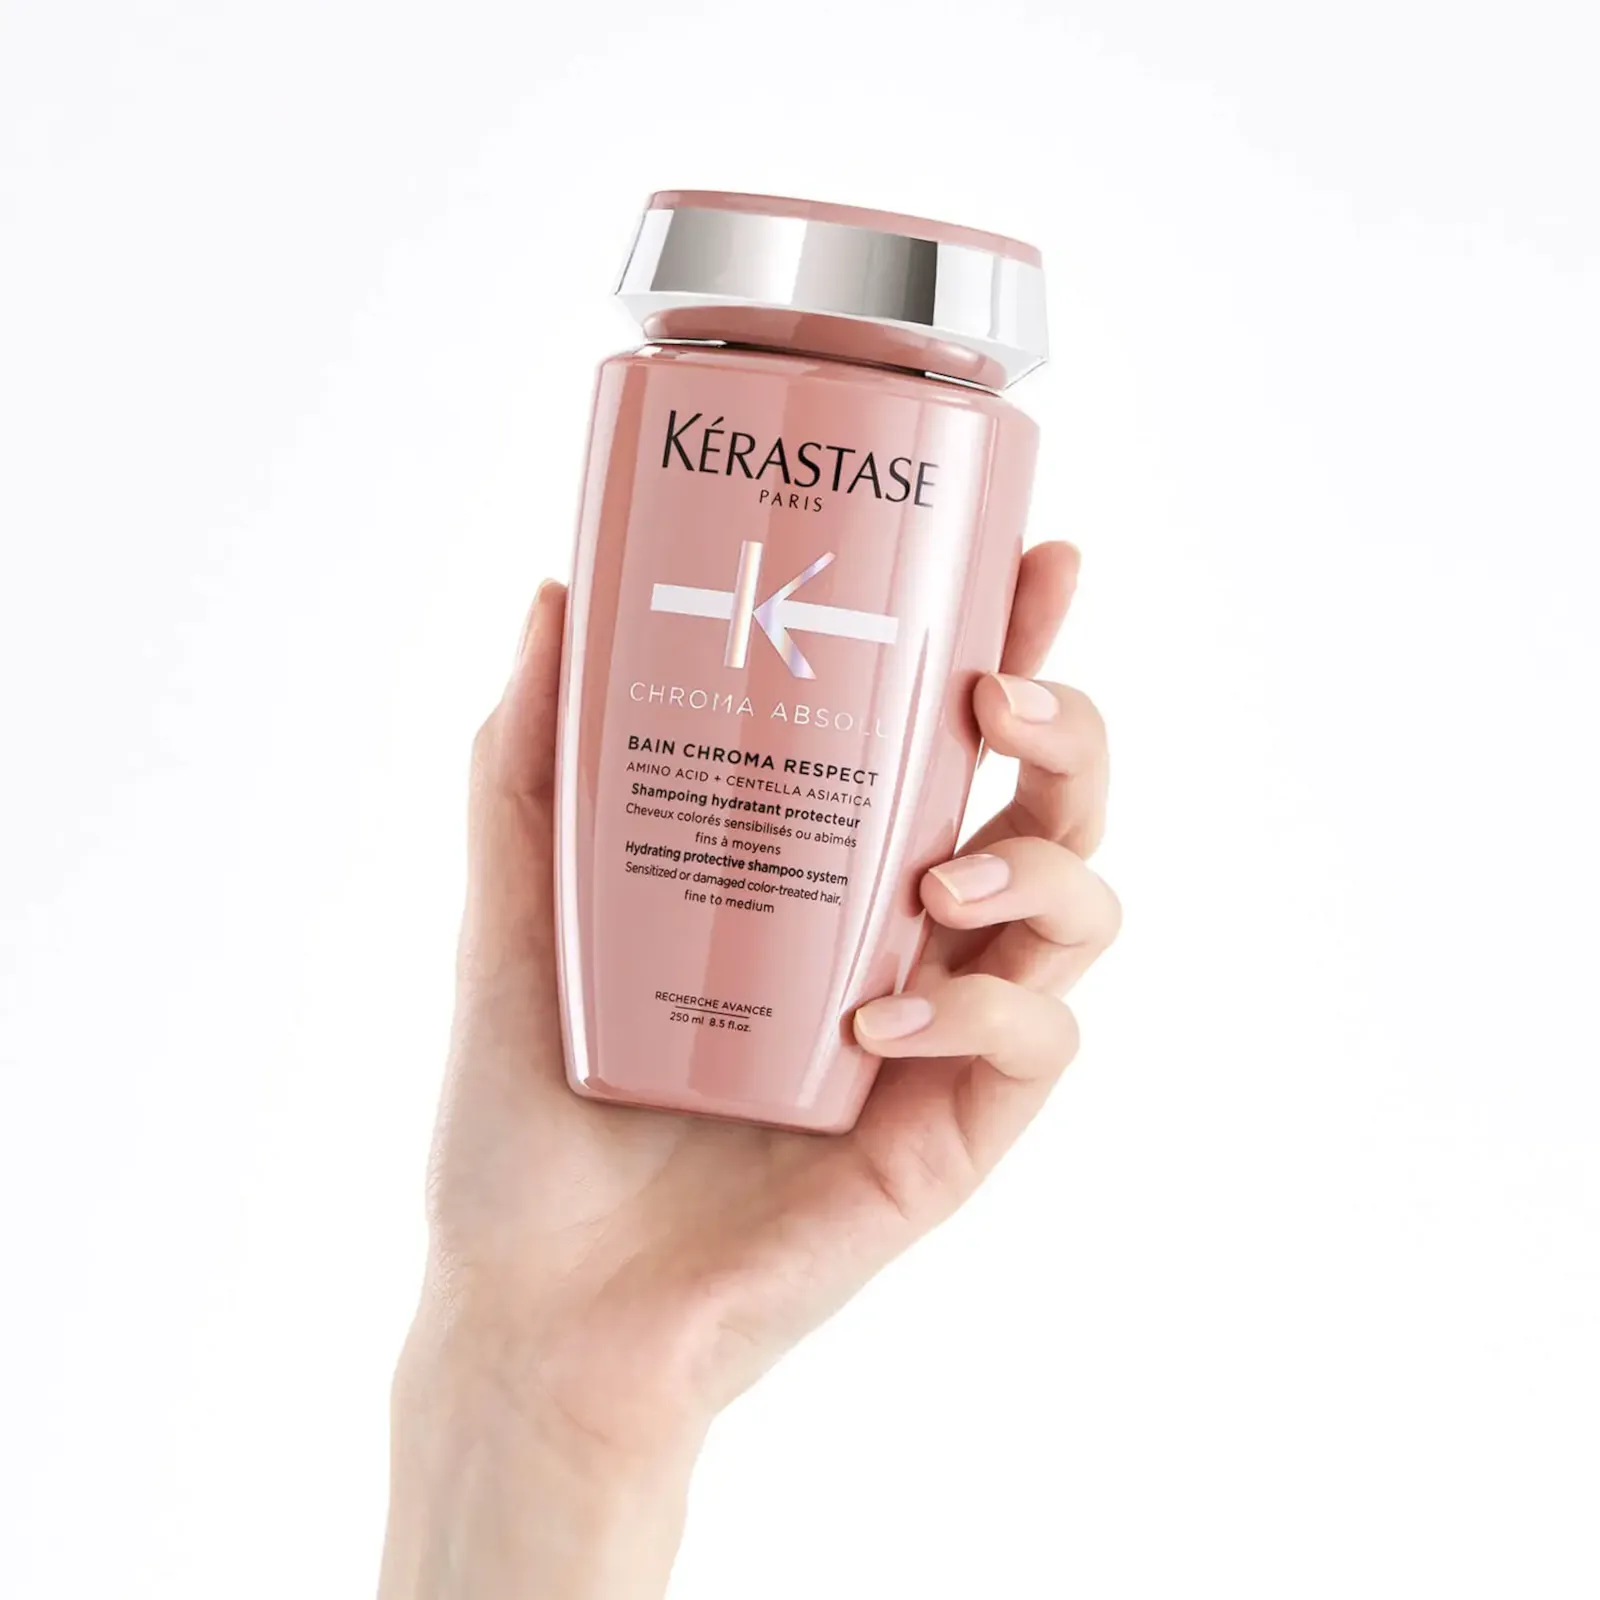 KÉRASTASE
PARIS
K
CHROMA ABSOLU
BAIN CHROMA RESPECT
AMINO ACID + CENTELLA ASIATICA
Shampoing hydratant protecteur
Cheveux colorés sensibilisés ou abîmés
fins à moyens
Hydrating protective shampoo system
Sensitized or damaged color-treated hair,
fine to medium
RECHERCHE AVANCÉE
250 ml 8.5 fl.oz.